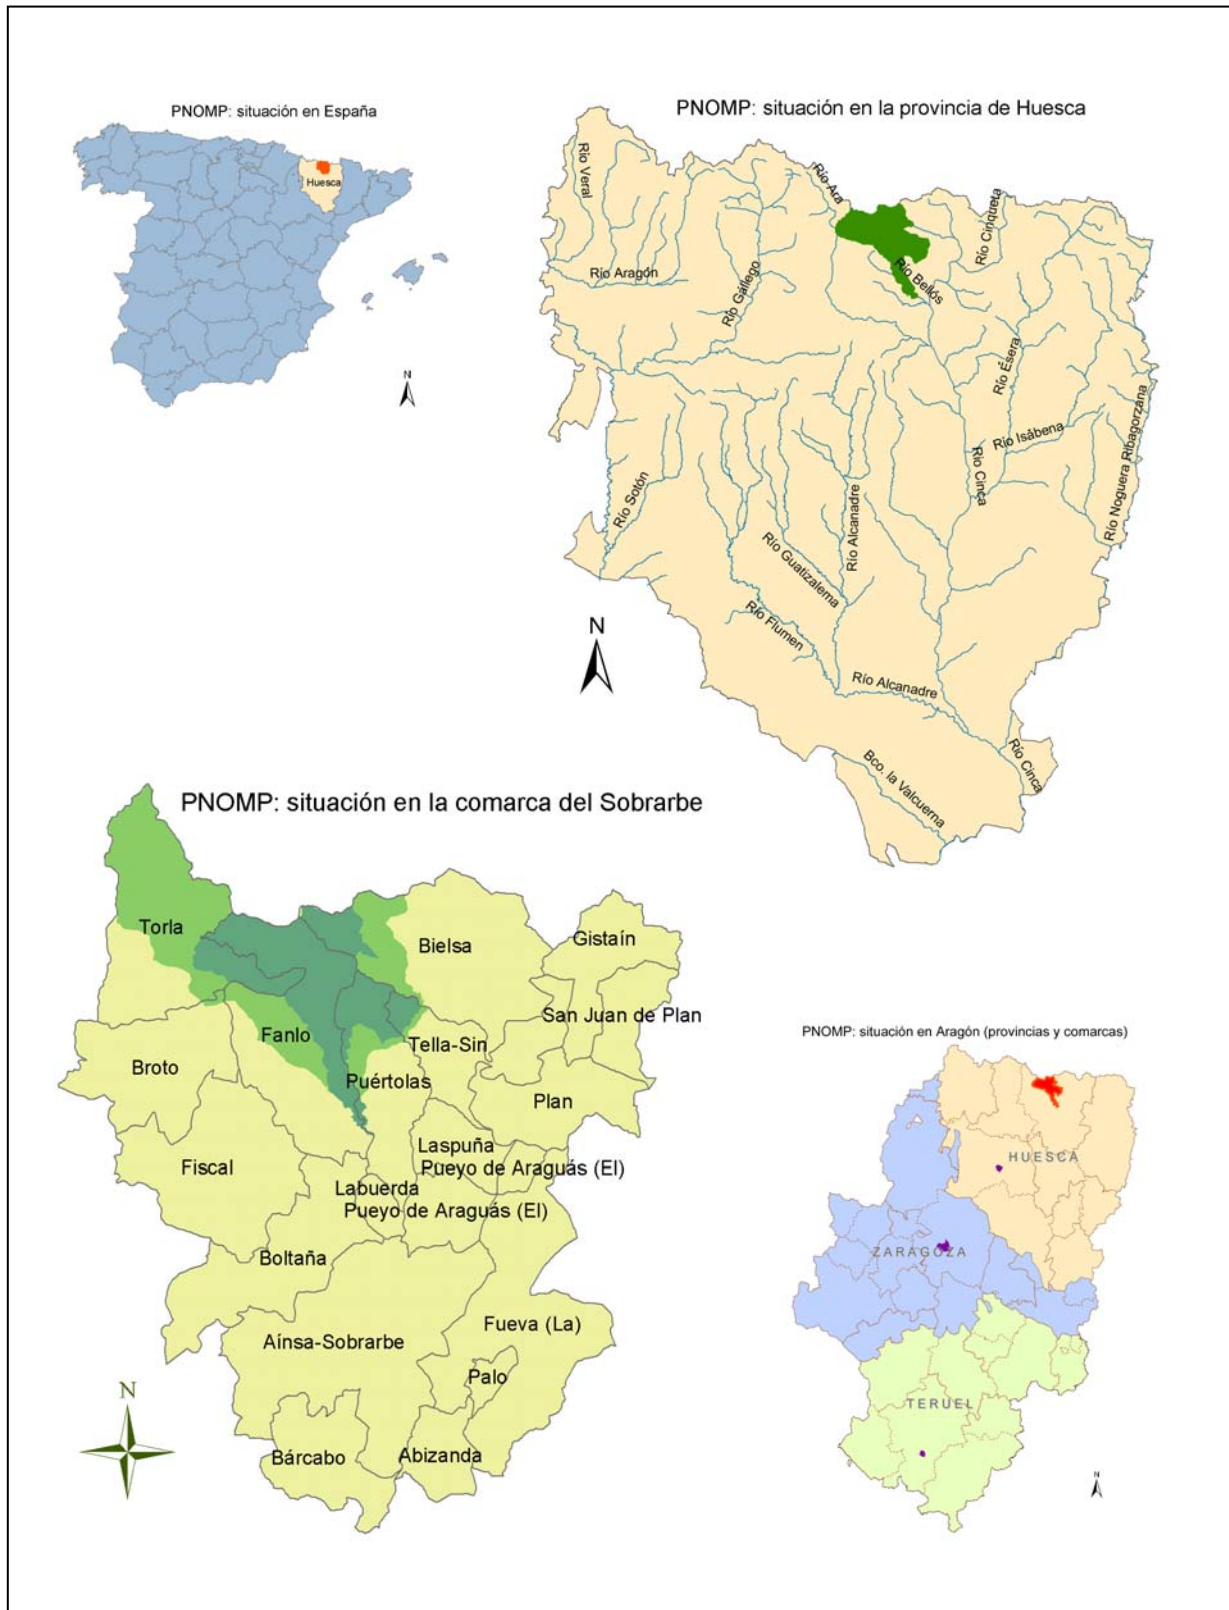 PNOMP: situación en España
Huesca
N
PNOMP: situación en la provincia de Huesca
Río Veral
Río Ara
Río Cinqueta
Río Aragón
Río Gállego
Río Bellós
Río Ésera
Río Isábena
Río Noguera Ribagorzana
Río Cinca
Río Sotón
Río Alcanadre
Río Guatizalema
Río Flumen
N
Río Alcanadre
Río Cinca
Bco. la Valcuerna
PNOMP: situación en la comarca del Sobrarbe
Torla
Bielsa
Gistaín
San Juan de Plan
Fanlo
Tella-Sin
Broto
Puértolas
Plan
Laspuña
Fiscal
Pueyo de Araguás (El)
Labuerda
Pueyo de Araguás (El)
Boltaña
Aínsa-Sobrarbe
Fueva (La)
Palo
N
Bárcabo
Abizanda
PNOMP: situación en Aragón (provincias y comarcas)
HUESCA
ZARAGOZA
TERUEL
N